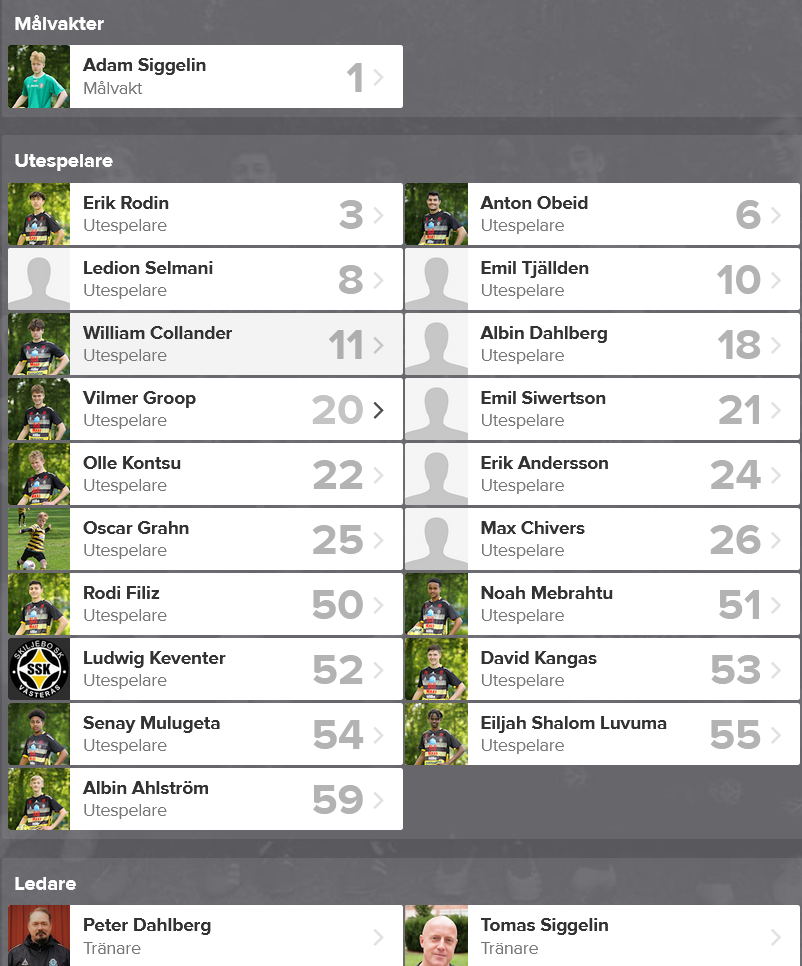 Målvakter
Adam Siggelin
Målvakt
1
Utespelare
Erik Rodin
Utespelare
3
Anton Obeid
Utespelare
6
Ledion Selmani
Utespelare
8
Emil Tjällden
Utespelare
10
William Collander
Utespelare
11
Albin Dahlberg
Utespelare
18
Vilmer Groop
Utespelare
20
Emil Siwertson
Utespelare
21
Olle Kontsu
Utespelare
22
Erik Andersson
Utespelare
24
Oscar Grahn
Utespelare
25
Max Chivers
Utespelare
26
Rodi Filiz
Utespelare
50
Noah Mebrahtu
Utespelare
51
SKILJEBO SK
SSK
VÄSTERÅS
Ludwig Keventer
Utespelare
52
David Kangas
Utespelare
53
Senay Mulugeta
Utespelare
54
Eiljah Shalom Luvuma
Utespelare
55
Albin Ahlström
Utespelare
59
Ledare
Peter Dahlberg
Tränare
Tomas Siggelin
Tränare